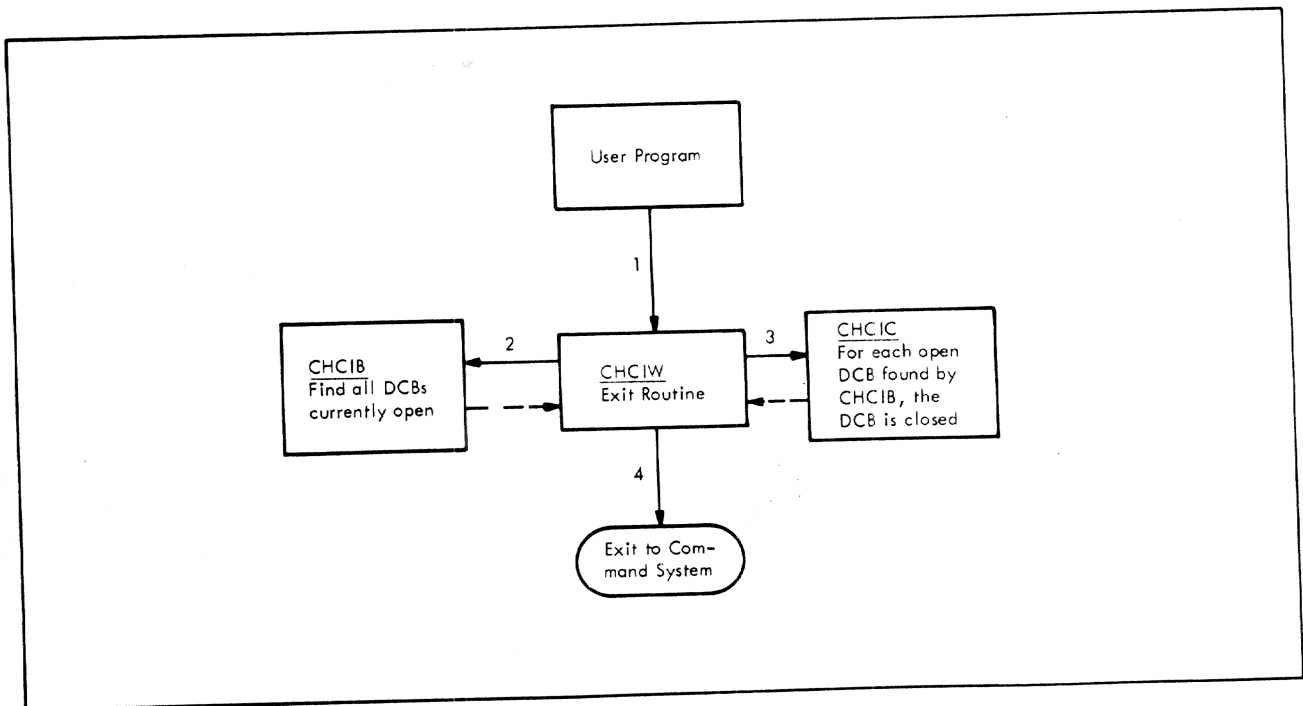 User Program
1
2
3
CHCIB
Find all DCBs
currently open
CHCIW
Exit Routine
CHCIC
For each open
DCB found by
CHCIB, the
DCB is closed
4
Exit to Com-
mand System